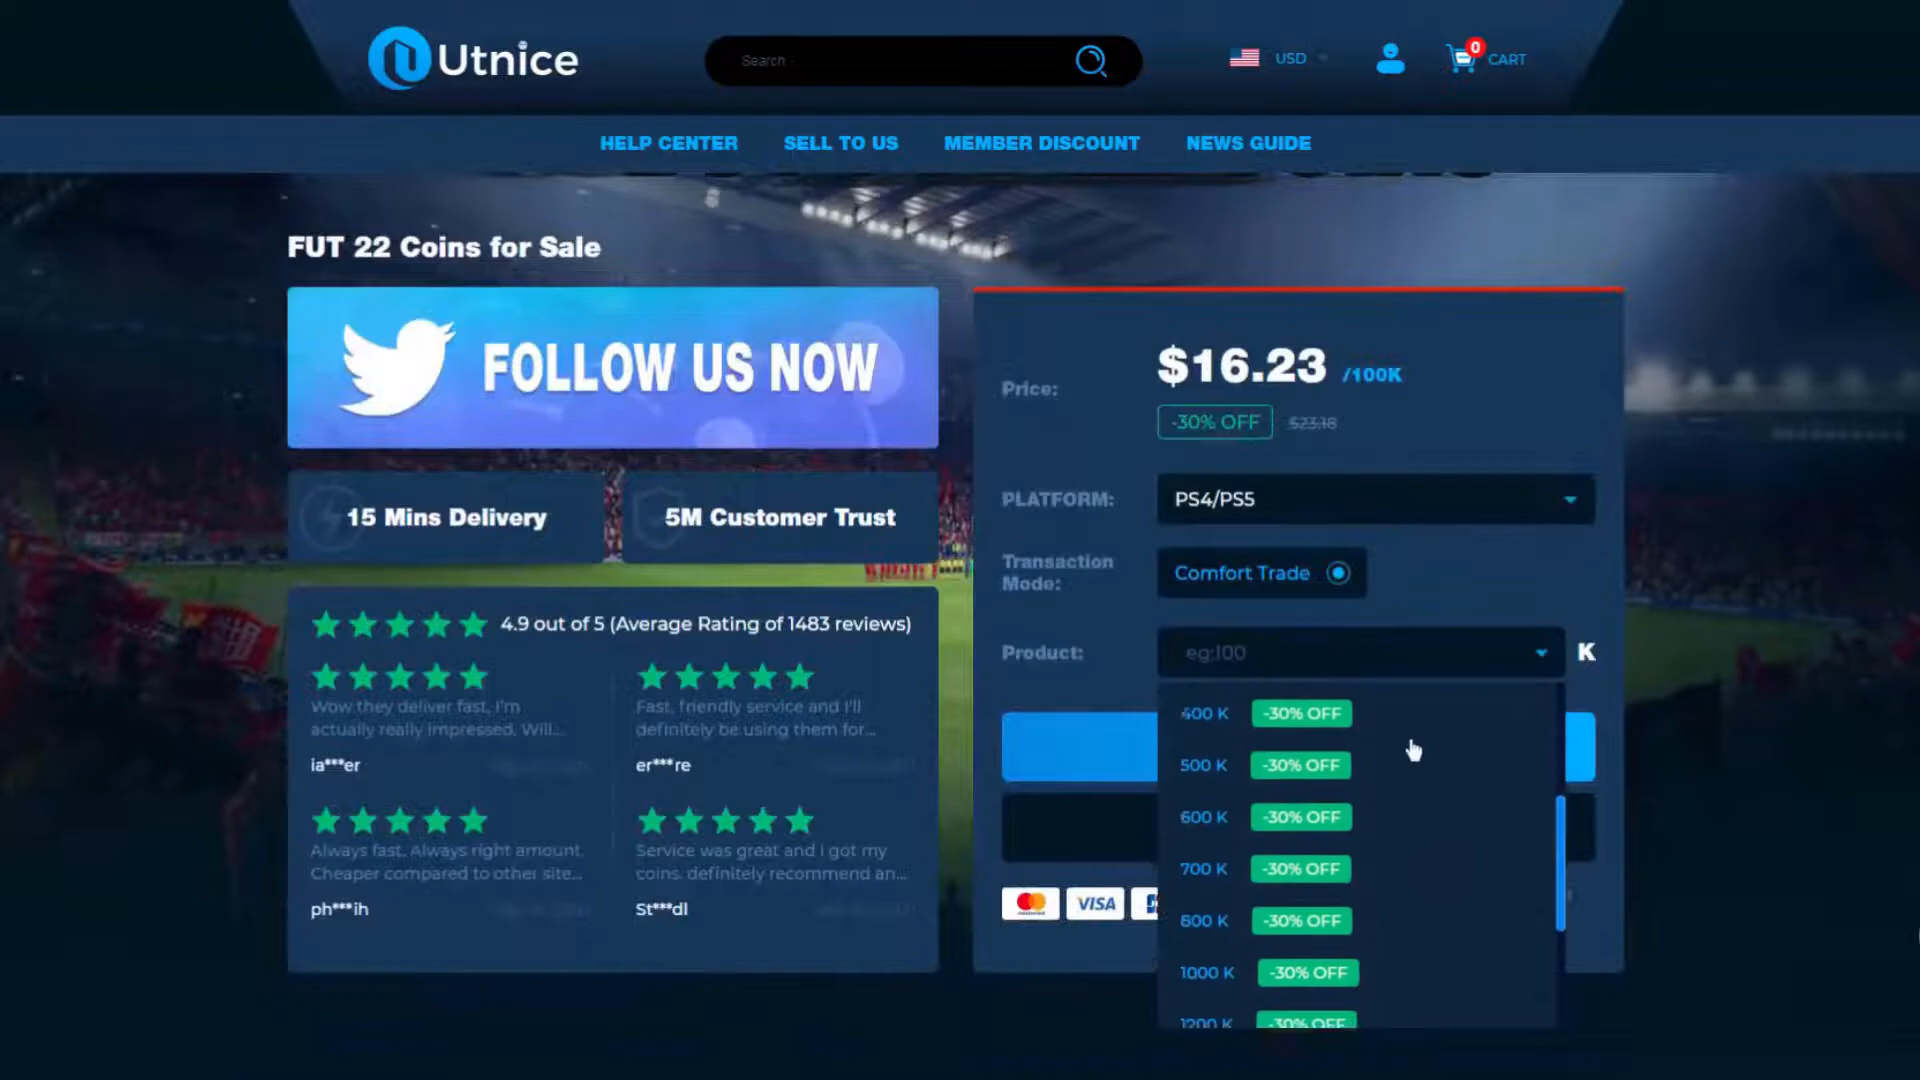 Utnice
Search
USD
0
CART
HELP CENTER
SELL TO US
MEMBER DISCOUNT
NEWS GUIDE
FUT 22 Coins for Sale
FOLLOW US NOW
15 Mins Delivery
5M Customer Trust
4.9 out of 5 (Average Rating of 1483 reviews)
Wow they deliver fast, I'm
actually really impressed. Will...
ia***er
Fast, friendly service and I'll
definitely be using them for...
er***re
Always fast. Always right amount.
Cheaper compared to other site...
ph***ih
Service was great and I got my
coins. definitely recommend an...
St***dl
Price:
$16.23 /100K
-30% OFF $23.18
PLATFORM:
PS4/PS5
Transaction
Mode:
Comfort Trade
Product:
eg:100
K
400 K -30% OFF
500 K -30% OFF
600 K -30% OFF
700 K -30% OFF
800 K -30% OFF
1000 K -30% OFF
1200 K -30% OFF
mastercard
VISA